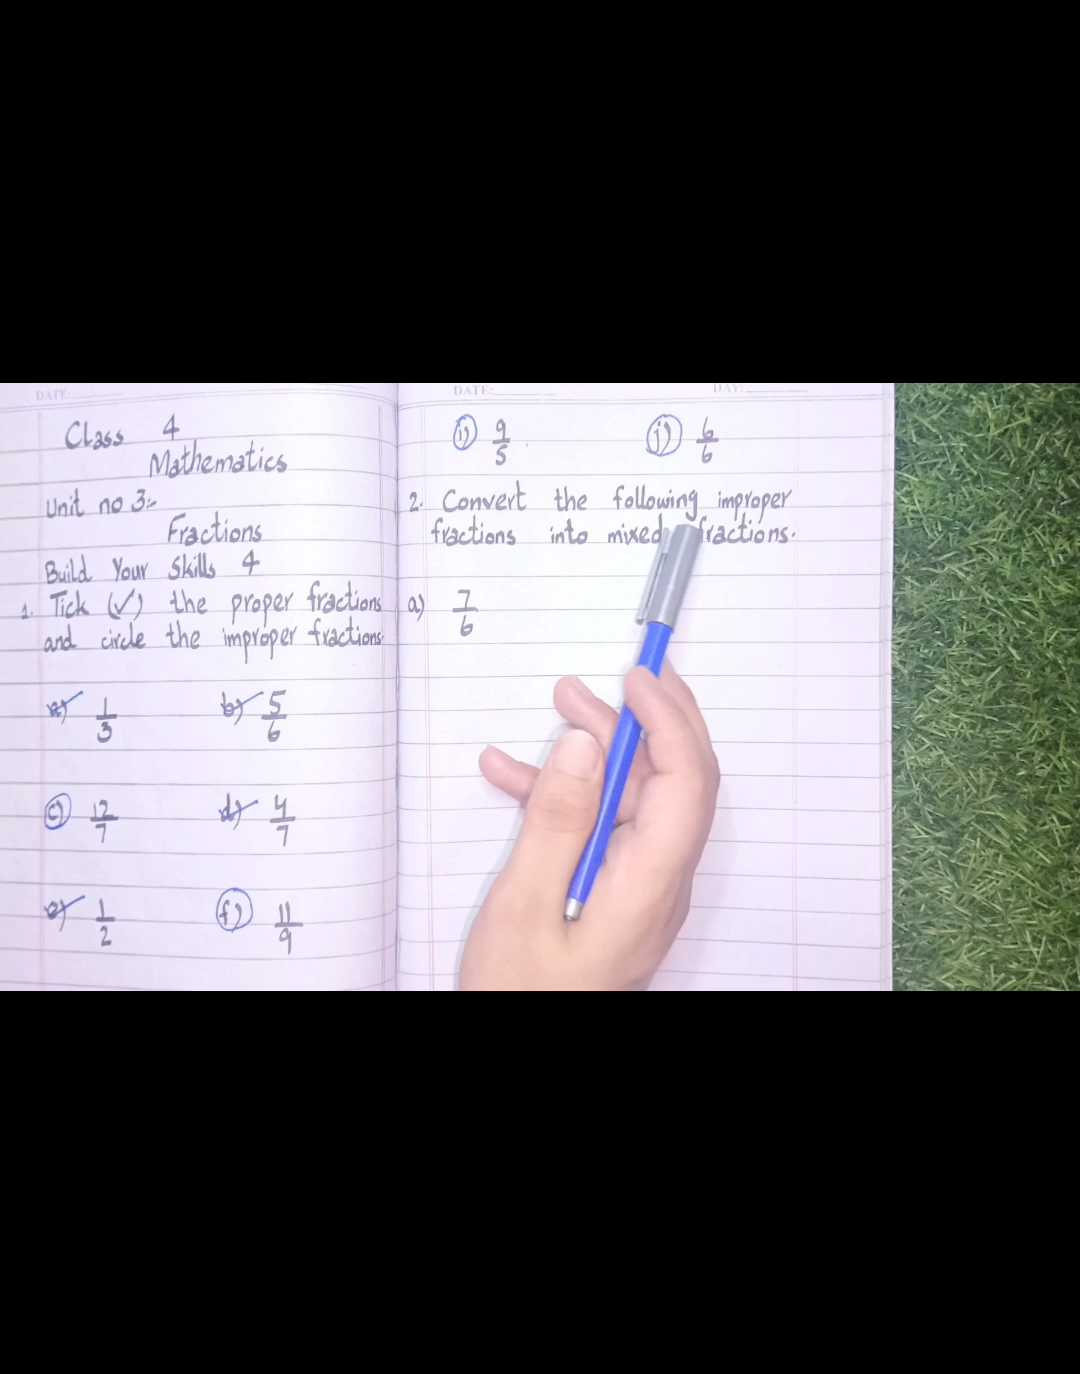 DATE:
Class 4
Mathematics
Unit no 3:-
Fractions
Build Your Skills 4
1. Tick (✓) the proper fractions
and circle the improper fractions.
a) 1/3 b) 5/6
c) 12/7 d) 4/7
e) 1/2 f) 11/9
DATE: DAY:
i) 9/5 j) 6/6
2. Convert the following improper
fractions into mixed fractions.
a) 7/6